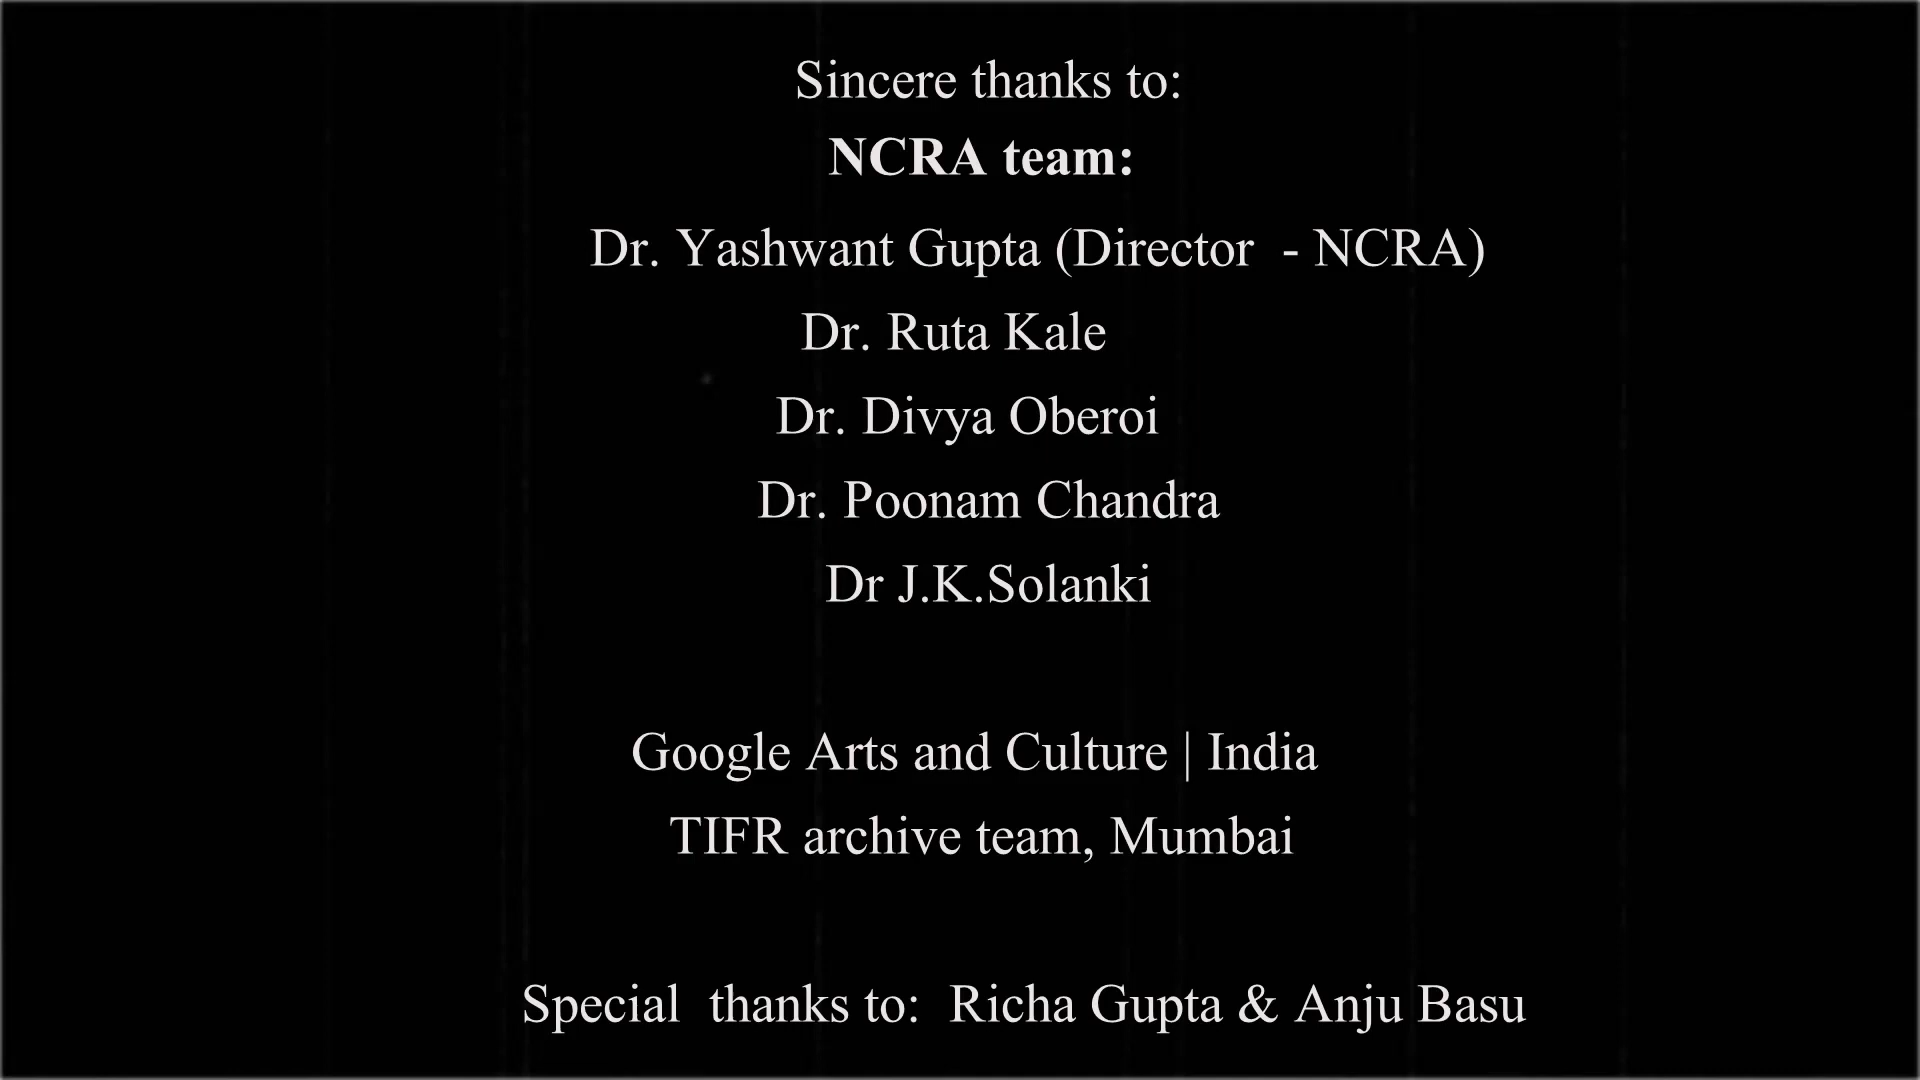 Sincere thanks to:
NCRA team:
Dr. Yashwant Gupta (Director  - NCRA)
Dr. Ruta Kale
Dr. Divya Oberoi
Dr. Poonam Chandra
Dr J.K.Solanki
Google Arts and Culture | India
TIFR archive team, Mumbai
Special  thanks to:  Richa Gupta & Anju Basu